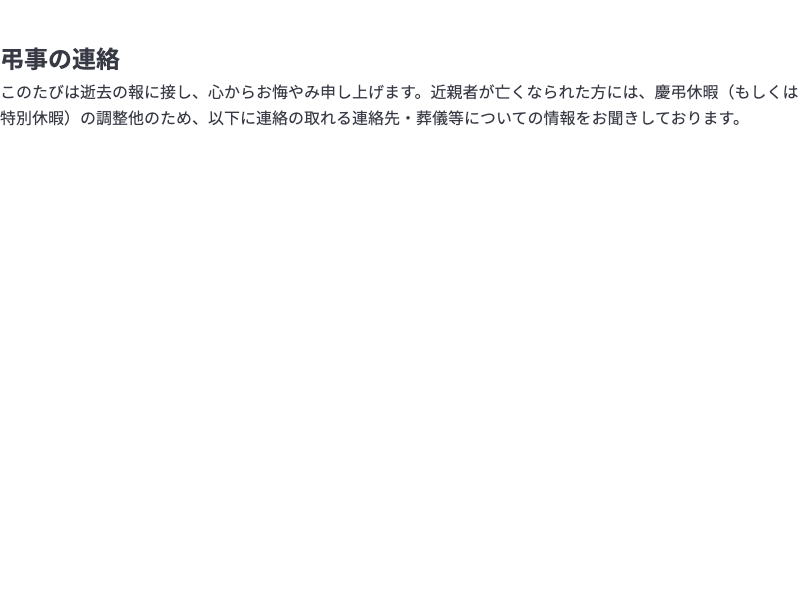 弔事の連絡
このたびは逝去の報に接し、心からお悔やみ申し上げます。近親者が亡くなられた方には、慶弔休暇（もしくは
特別休暇）の調整他のため、以下に連絡の取れる連絡先・葬儀等についての情報をお聞きしております。